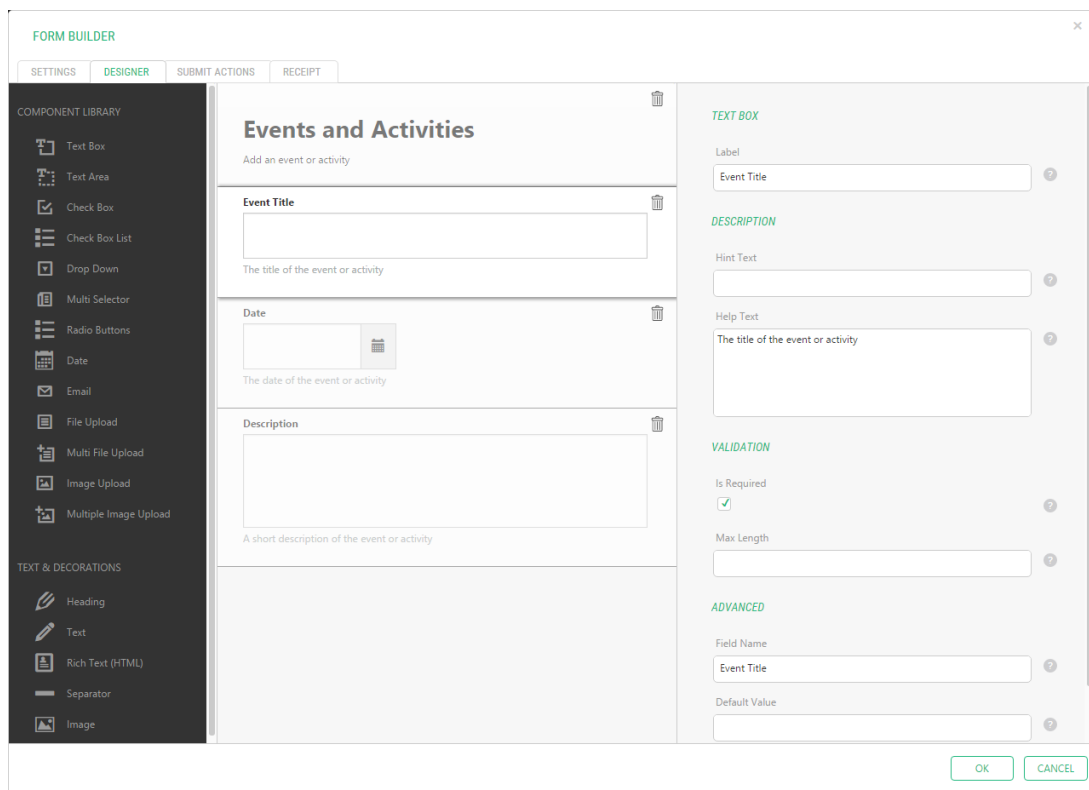 FORM BUILDER
SETTINGS
DESIGNER
SUBMIT ACTIONS
RECEIPT
COMPONENT LIBRARY
Text Box
Text Area
Check Box
Check Box List
Drop Down
Multi Selector
Radio Buttons
Date
Email
File Upload
Multi File Upload
Image Upload
Multiple Image Upload
TEXT & DECORATIONS
Heading
Text
Rich Text (HTML)
Separator
Image
Events and Activities
Add an event or activity
Event Title
The title of the event or activity
Date
The date of the event or activity
Description
A short description of the event or activity
TEXT BOX
Label
Event Title
DESCRIPTION
Hint Text
Help Text
The title of the event or activity
VALIDATION
Is Required
Max Length
ADVANCED
Field Name
Event Title
Default Value
OK
CANCEL